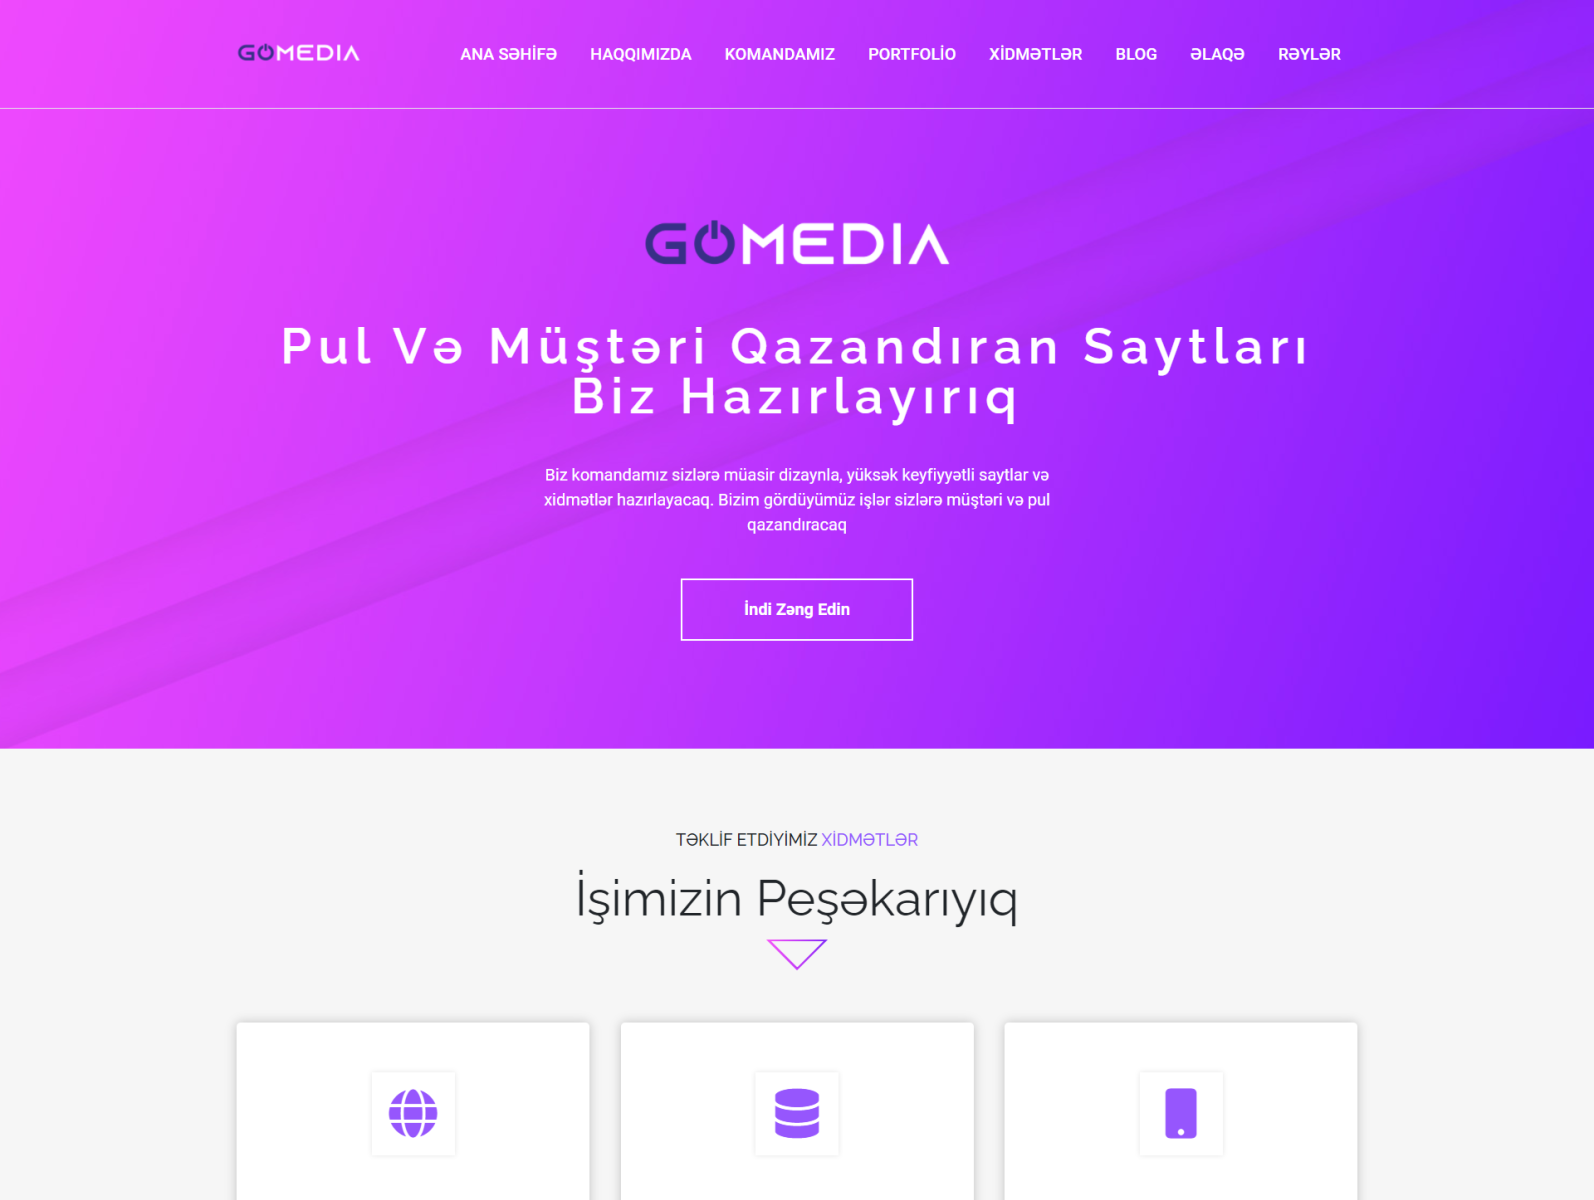 GOMEDIA
ANA SƏHİFƏ HAQQIMIZDA KOMANDAMIZ PORTFOLİO XİDMƏTLƏR BLOG ƏLAQƏ RƏYLƏR
GOMEDIA
Pul Və Müştəri Qazandıran Saytları
Biz Hazırlayırıq
Biz komandamız sizlərə müasir dizaynla, yüksək keyfiyyətli saytlar və
xidmətlər hazırlayacaq. Bizim gördüyümüz işlər sizlərə müştəri və pul
qazandıracaq
İndi Zəng Edin
TƏKLİF ETDİYİMİZ XİDMƏTLƏR
İşimizin Peşəkarıyıq